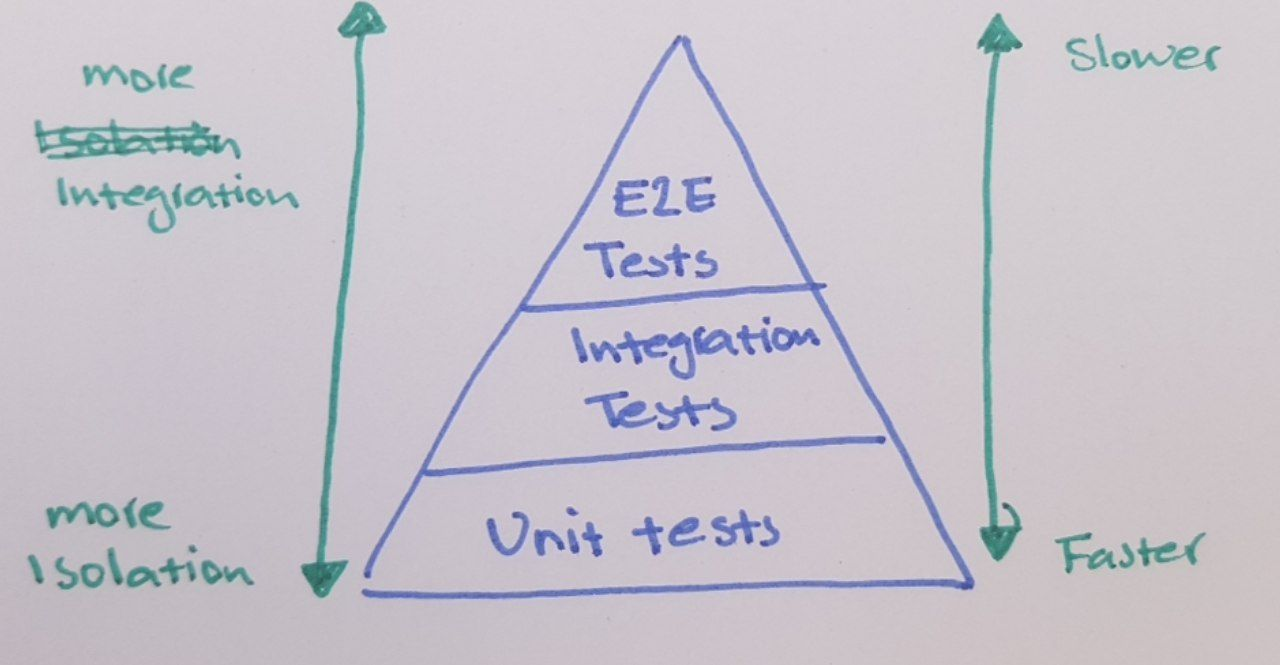 more
Isolation
Integration
Slower
E2E
Tests
Integration
Tests
Unit tests
more
Isolation
Faster